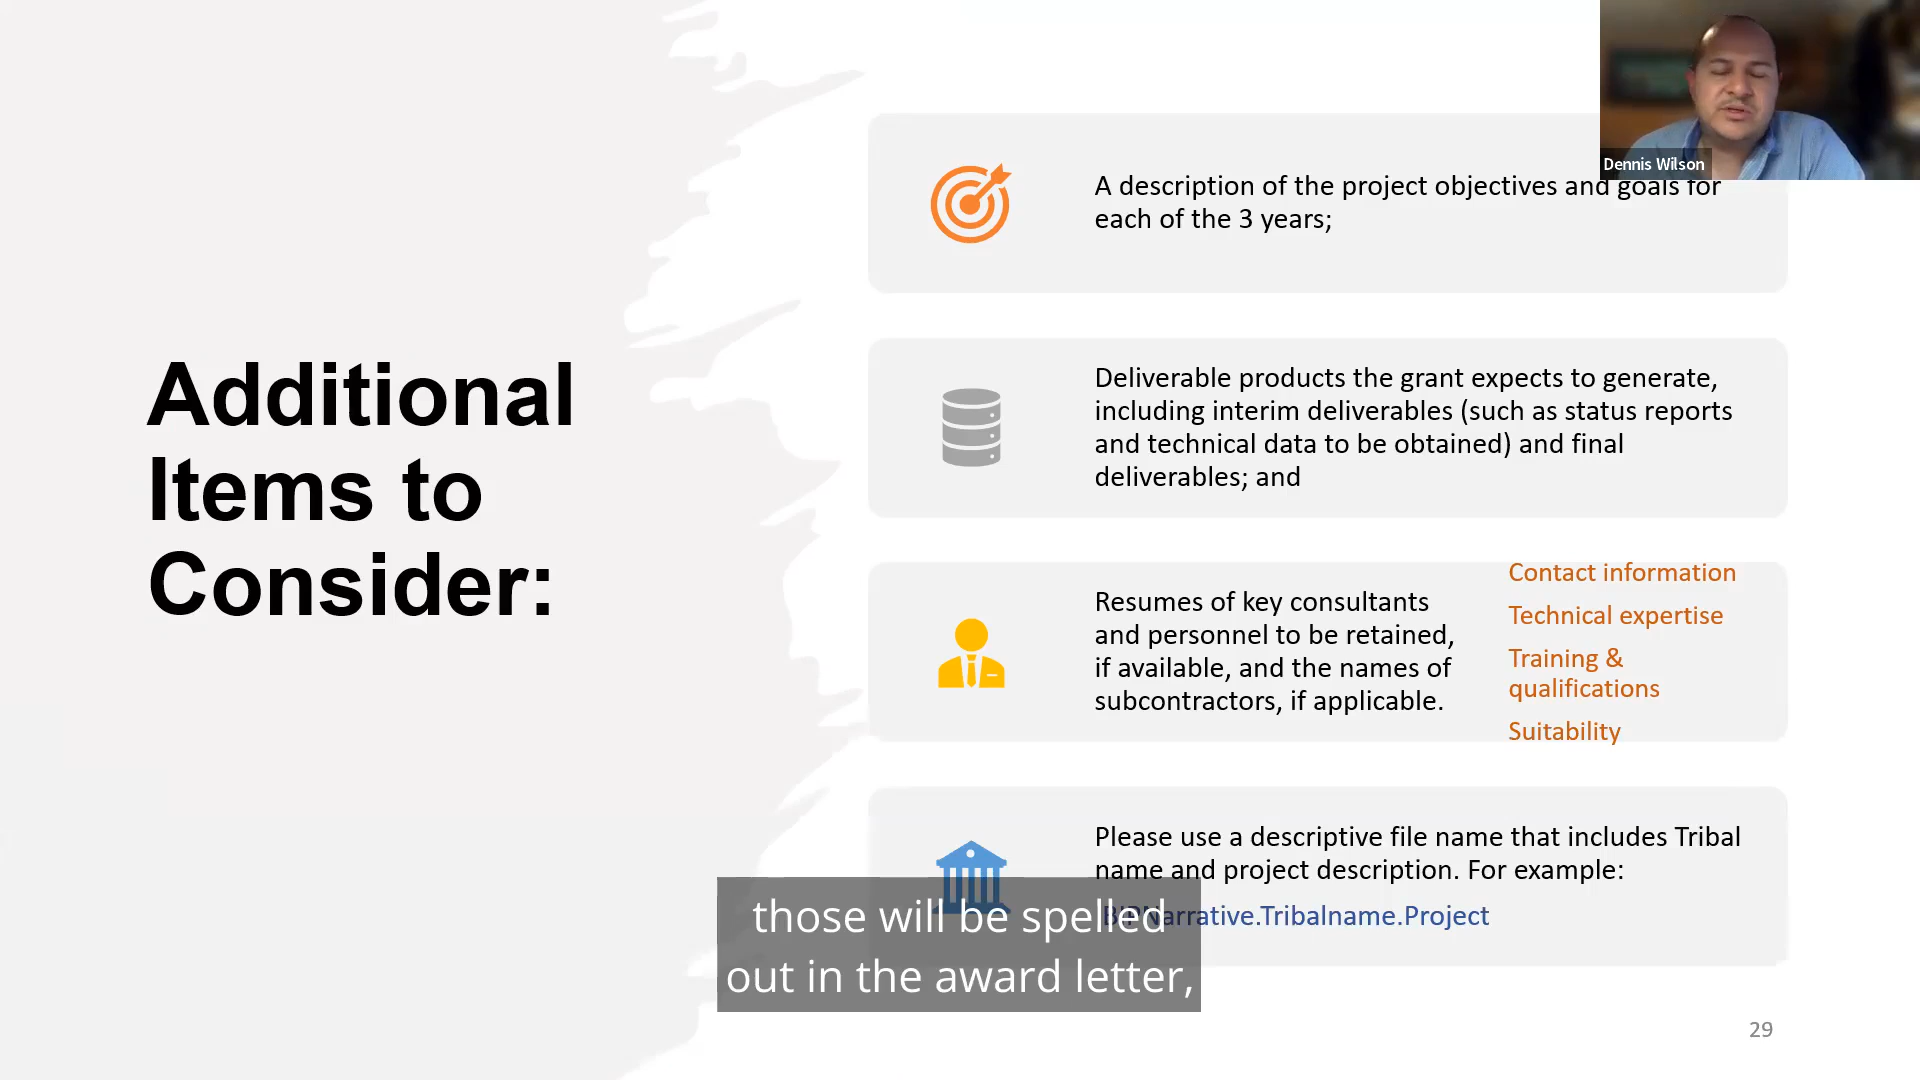 Dennis Wilson
Additional
Items to
Consider:
A description of the project objectives and goals for
each of the 3 years;
Deliverable products the grant expects to generate,
including interim deliverables (such as status reports
and technical data to be obtained) and final
deliverables; and
Resumes of key consultants
and personnel to be retained,
if available, and the names of
subcontractors, if applicable.
Contact information
Technical expertise
Training &
qualifications
Suitability
Please use a descriptive file name that includes Tribal
name and project description. For example:
BIPNarrative.Tribalname.Project
those will be spelled
out in the award letter,
29